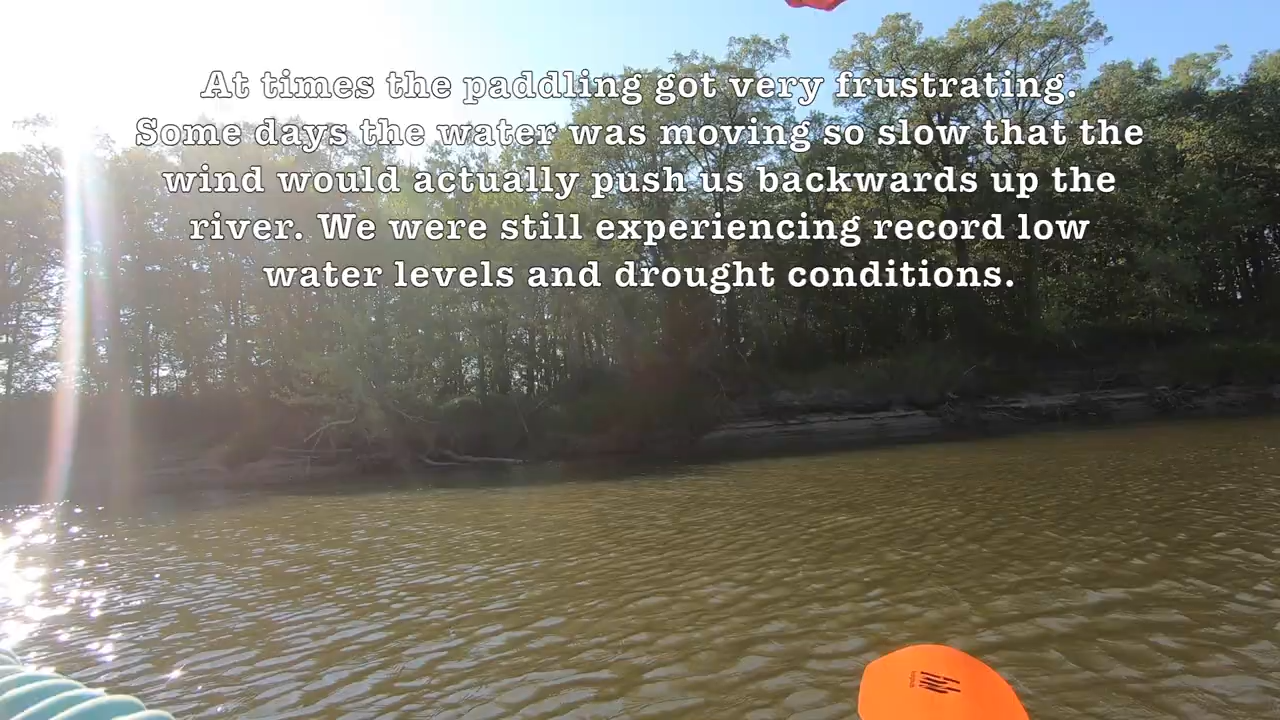 At times the paddling got very frustrating.
Some days the water was moving so slow that the
wind would actually push us backwards up the
river. We were still experiencing record low
water levels and drought conditions.